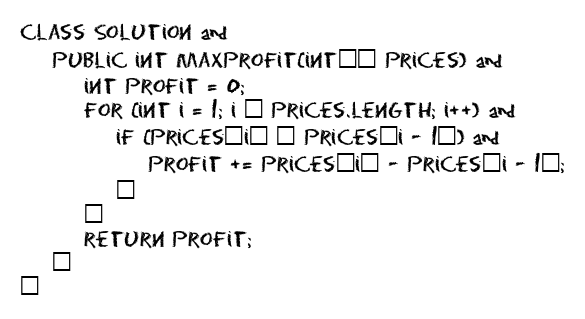 CLASS SOLUTION and
PUBLIC INT MAXPROFIT(INT□□ PRICES) and
INT PROFIT = 0;
FOR (INT i = 1; i □ PRICES.LENGTH; i++) and
IF (PRICES□i□ □ PRICES□i - 1□) and
PROFIT += PRICES□i□ - PRICES□i - 1□;
□
□
RETURN PROFIT;
□
□